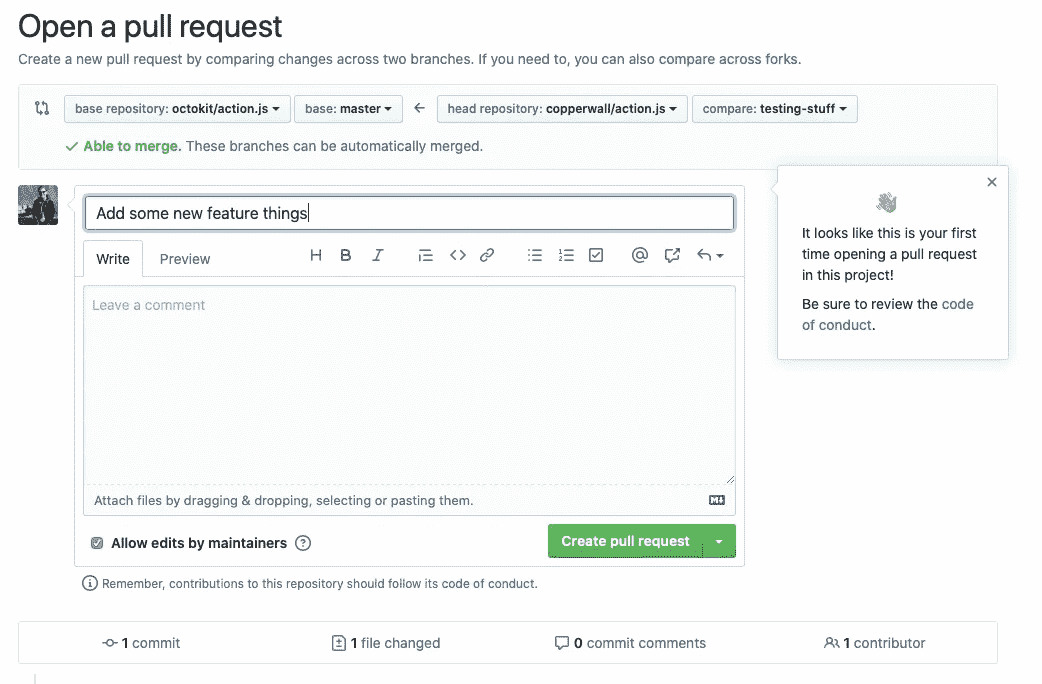 Open a pull request
Create a new pull request by comparing changes across two branches. If you need to, you can also compare across forks.
base repository: octokit/action.js base: master head repository: copperwall/action.js compare: testing-stuff
Able to merge. These branches can be automatically merged.
Add some new feature things
Write Preview H B I
Leave a comment
Attach files by dragging & dropping, selecting or pasting them.
Allow edits by maintainers
Create pull request
Remember, contributions to this repository should follow its code of conduct.
It looks like this is your first
time opening a pull request
in this project!
Be sure to review the code
of conduct.
1 commit 1 file changed 0 commit comments 1 contributor